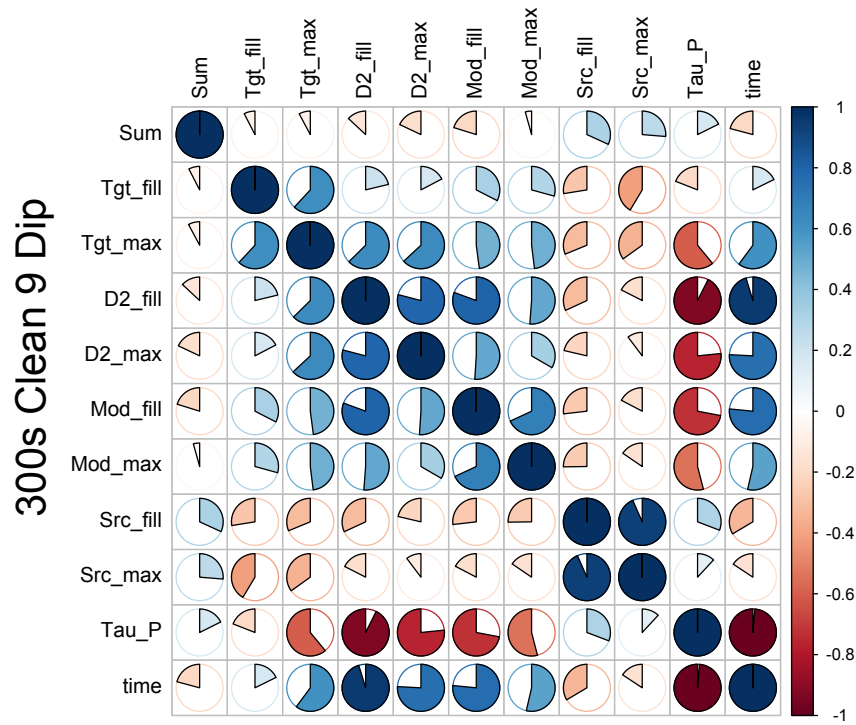 300s Clean 9 Dip
Sum
Tgt_fill
Tgt_max
D2_fill
D2_max
Mod_fill
Mod_max
Src_fill
Src_max
Tau_P
time
Sum
Tgt_fill
Tgt_max
D2_fill
D2_max
Mod_fill
Mod_max
Src_fill
Src_max
Tau_P
time
1
0.8
0.6
0.4
0.2
0
-0.2
-0.4
-0.6
-0.8
-1